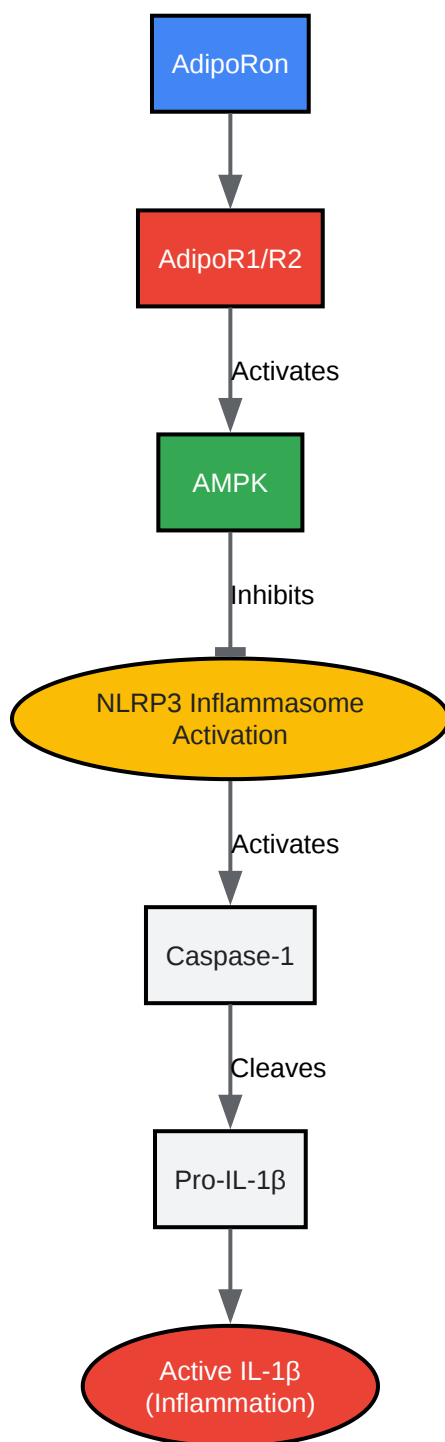 AdipoRon
AdipoR1/R2
Activates
AMPK
Inhibits
NLRP3 Inflammasome
Activation
Activates
Caspase-1
Cleaves
Pro-IL-1β
Active IL-1β
(Inflammation)